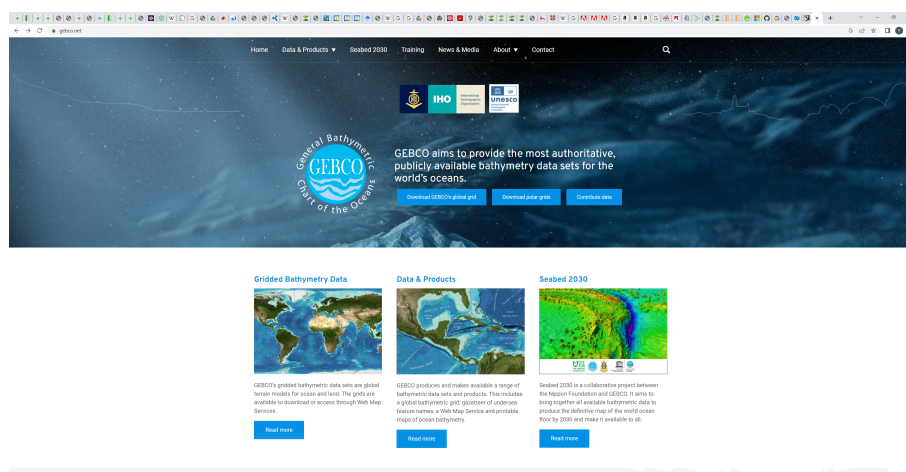 gebco.net
Home Data & Products ▼ Seabed 2030 Training News & Media About ▼ Contact
IHO
International
Hydrographic
Organization
unesco
General Bathymetric
GEBCO
Chart of the Oceans
GEBCO aims to provide the most authoritative,
publicly available bathymetry data sets for the
world's oceans.
Download GEBCO's global grid Download polar grids Contribute data
Gridded Bathymetry Data
GEBCO's gridded bathymetric data sets are global
terrain models for ocean and land. The grids are
available to download or access through Web Map
Services.
Read more
Data & Products
GEBCO produces and makes available a range of
bathymetric data sets and products. This includes
a global bathymetric grid; gazetteer of undersea
feature names, a Web Map Service and printable
maps of ocean bathymetry.
Read more
Seabed 2030
Seabed 2030 is a collaborative project between
the Nippon Foundation and GEBCO. It aims to
bring together all available bathymetric data to
produce the definitive map of the world ocean
floor by 2030 and make it available to all.
Read more